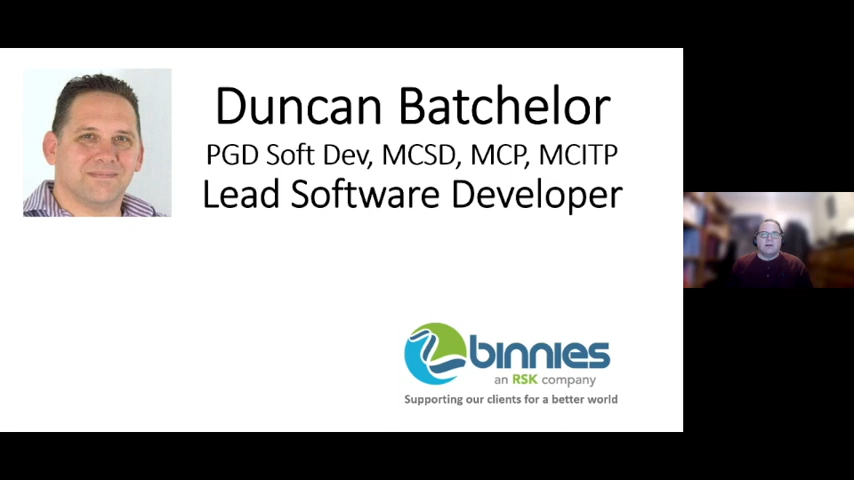 Duncan Batchelor
PGD Soft Dev, MCSD, MCP, MCITP
Lead Software Developer
binnies
an RSK company
Supporting our clients for a better world